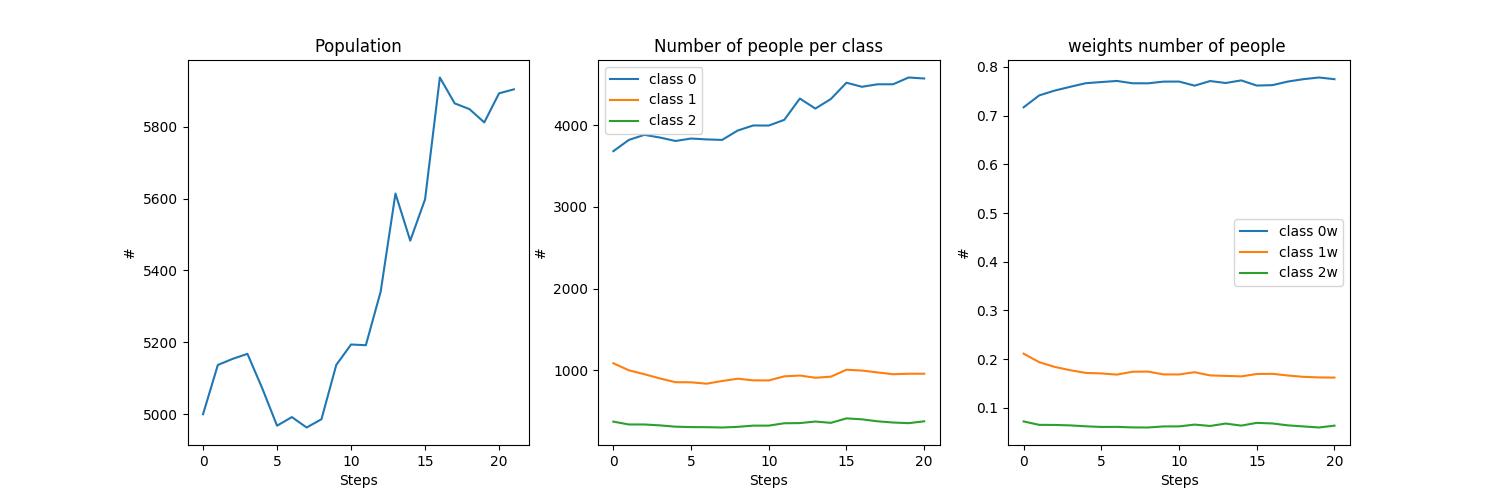 Population
5800
5600
5400
5200
5000
#
0 5 10 15 20
Steps
Number of people per class
class 0
class 1
class 2
4000
3000
2000
1000
#
0 5 10 15 20
Steps
weights number of people
0.8
0.7
0.6
0.5
0.4
0.3
0.2
0.1
#
class 0w
class 1w
class 2w
0 5 10 15 20
Steps